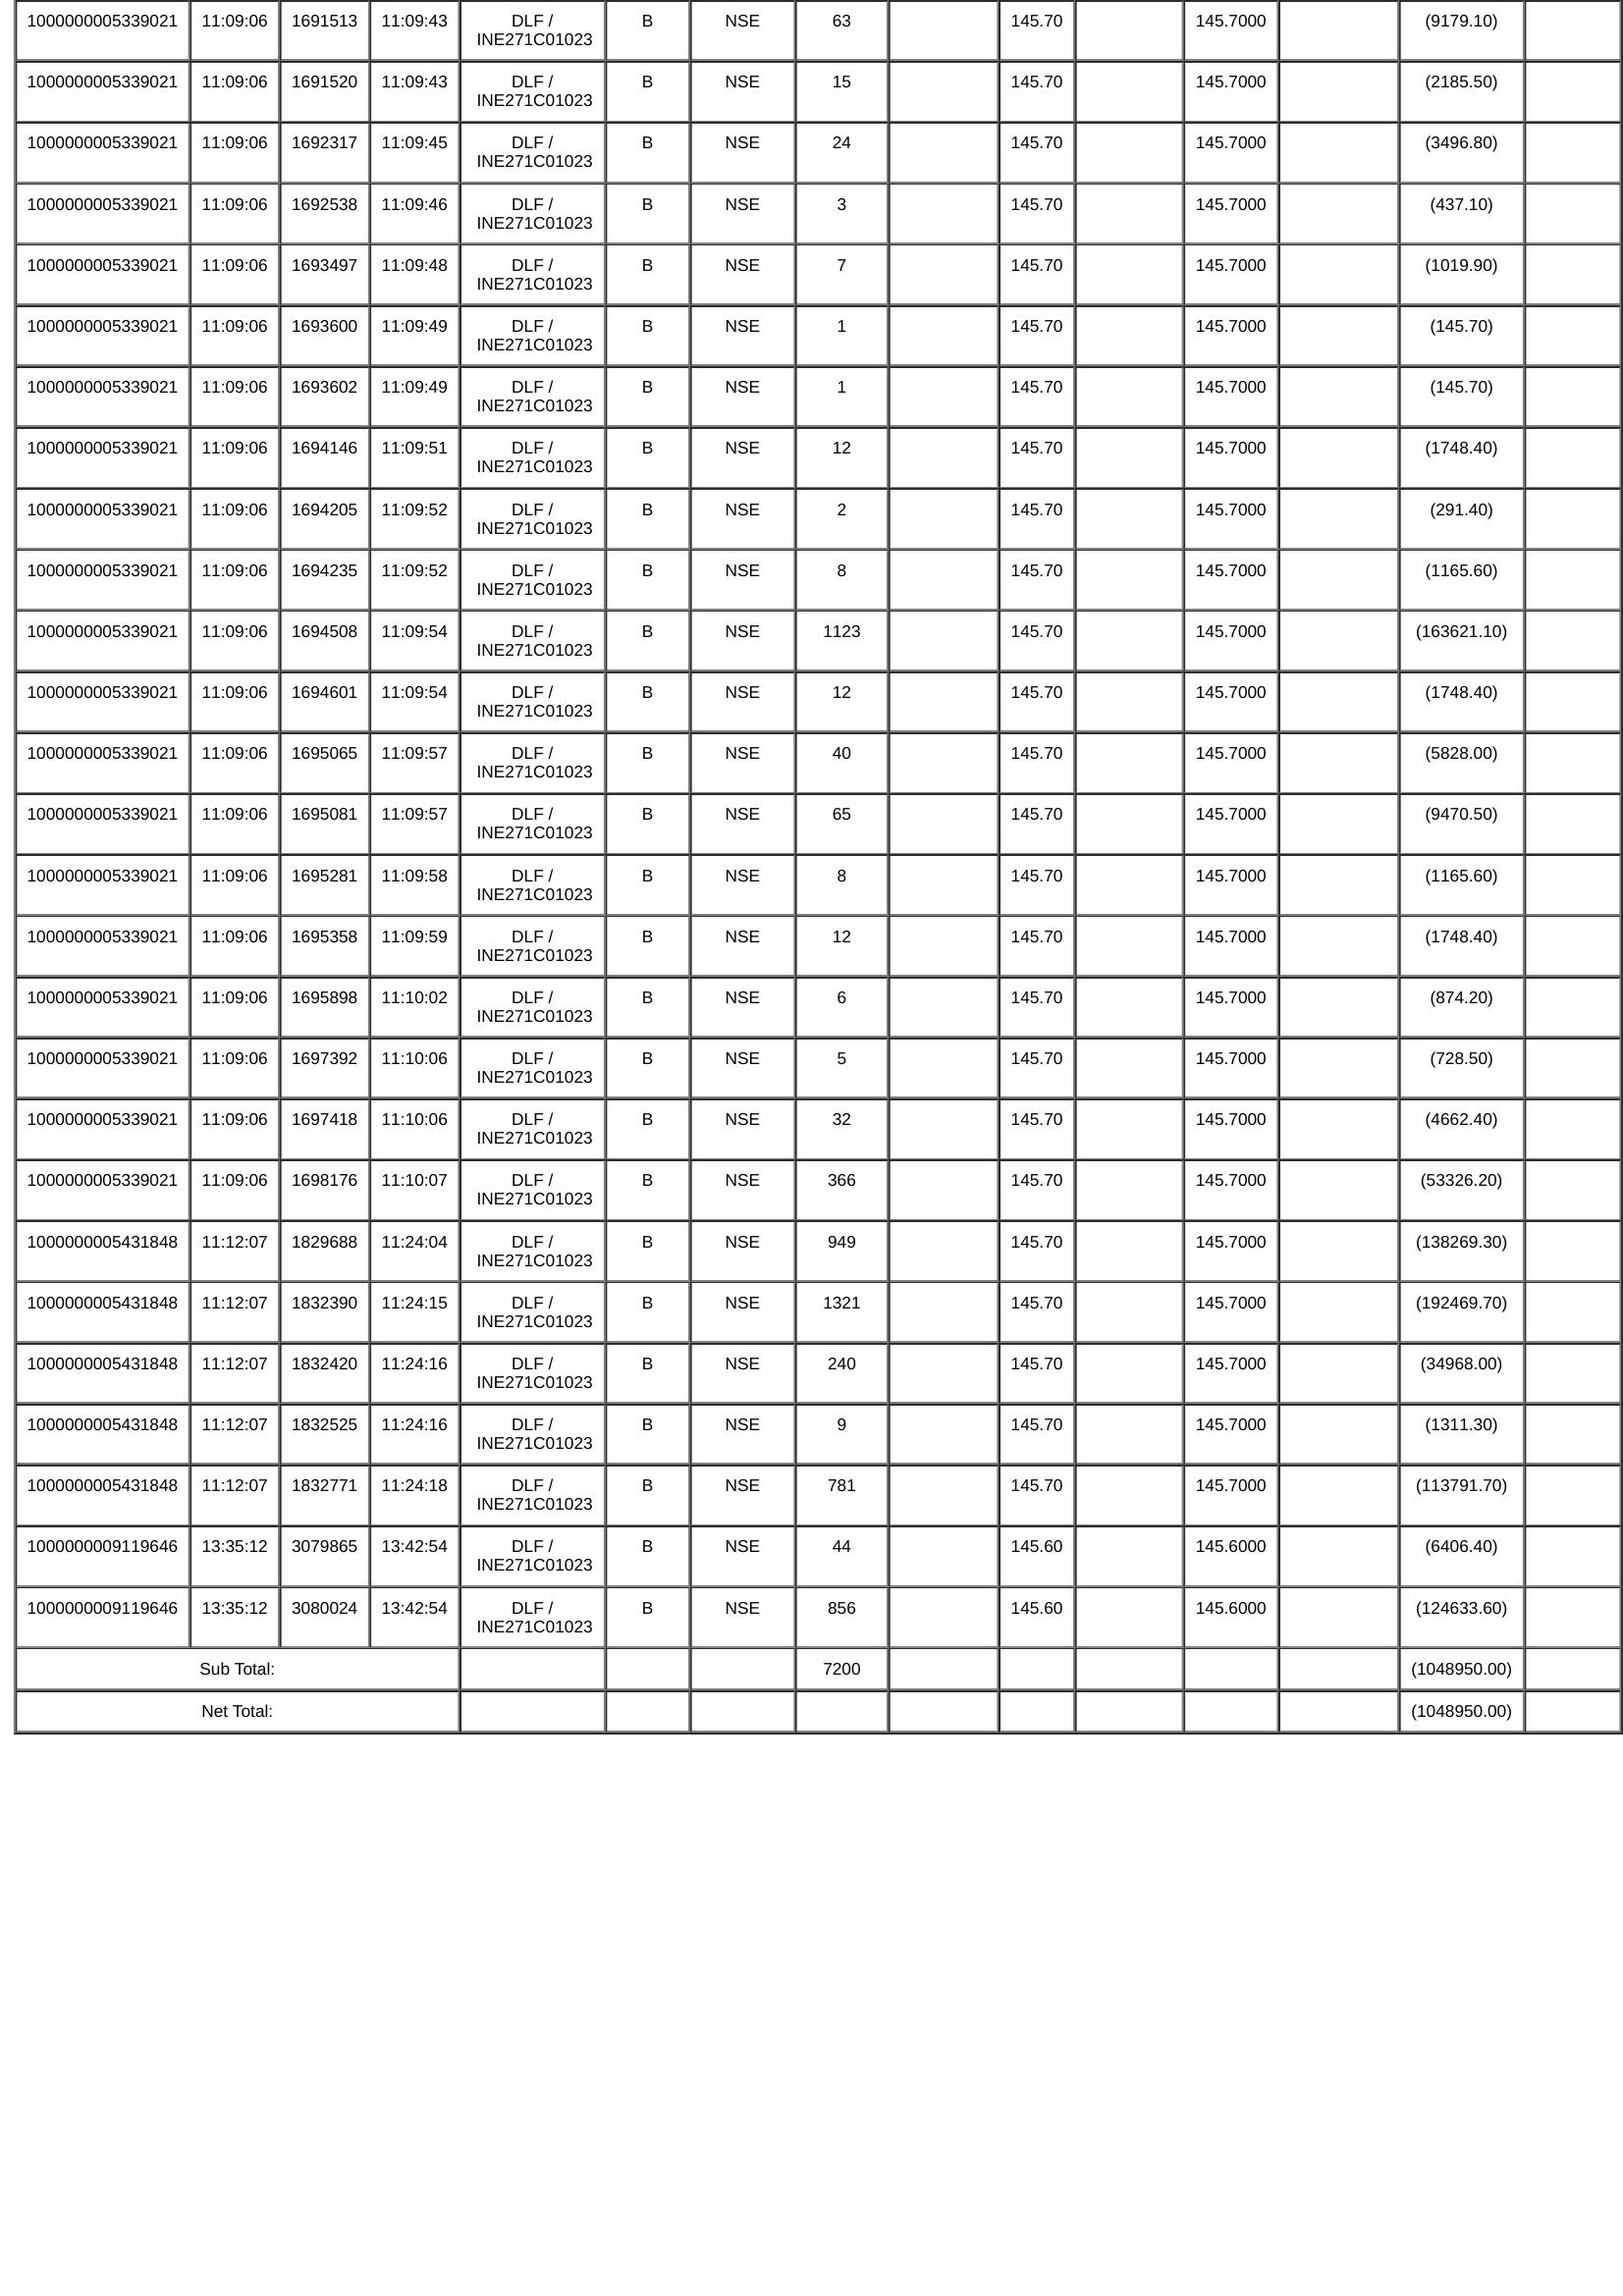 1000000005339021 11:09:06 1691513 11:09:43 DLF / B NSE 63 145.70 145.7000 (9179.10)
INE271C01023
1000000005339021 11:09:06 1691520 11:09:43 DLF / B NSE 15 145.70 145.7000 (2185.50)
INE271C01023
1000000005339021 11:09:06 1692317 11:09:45 DLF / B NSE 24 145.70 145.7000 (3496.80)
INE271C01023
1000000005339021 11:09:06 1692538 11:09:46 DLF / B NSE 3 145.70 145.7000 (437.10)
INE271C01023
1000000005339021 11:09:06 1693497 11:09:48 DLF / B NSE 7 145.70 145.7000 (1019.90)
INE271C01023
1000000005339021 11:09:06 1693600 11:09:49 DLF / B NSE 1 145.70 145.7000 (145.70)
INE271C01023
1000000005339021 11:09:06 1693602 11:09:49 DLF / B NSE 1 145.70 145.7000 (145.70)
INE271C01023
1000000005339021 11:09:06 1694146 11:09:51 DLF / B NSE 12 145.70 145.7000 (1748.40)
INE271C01023
1000000005339021 11:09:06 1694205 11:09:52 DLF / B NSE 2 145.70 145.7000 (291.40)
INE271C01023
1000000005339021 11:09:06 1694235 11:09:52 DLF / B NSE 8 145.70 145.7000 (1165.60)
INE271C01023
1000000005339021 11:09:06 1694508 11:09:54 DLF / B NSE 1123 145.70 145.7000 (163621.10)
INE271C01023
1000000005339021 11:09:06 1694601 11:09:54 DLF / B NSE 12 145.70 145.7000 (1748.40)
INE271C01023
1000000005339021 11:09:06 1695065 11:09:57 DLF / B NSE 40 145.70 145.7000 (5828.00)
INE271C01023
1000000005339021 11:09:06 1695081 11:09:57 DLF / B NSE 65 145.70 145.7000 (9470.50)
INE271C01023
1000000005339021 11:09:06 1695281 11:09:58 DLF / B NSE 8 145.70 145.7000 (1165.60)
INE271C01023
1000000005339021 11:09:06 1695358 11:09:59 DLF / B NSE 12 145.70 145.7000 (1748.40)
INE271C01023
1000000005339021 11:09:06 1695898 11:10:02 DLF / B NSE 6 145.70 145.7000 (874.20)
INE271C01023
1000000005339021 11:09:06 1697392 11:10:06 DLF / B NSE 5 145.70 145.7000 (728.50)
INE271C01023
1000000005339021 11:09:06 1697418 11:10:06 DLF / B NSE 32 145.70 145.7000 (4662.40)
INE271C01023
1000000005339021 11:09:06 1698176 11:10:07 DLF / B NSE 366 145.70 145.7000 (53326.20)
INE271C01023
1000000005431848 11:12:07 1829688 11:24:04 DLF / B NSE 949 145.70 145.7000 (138269.30)
INE271C01023
1000000005431848 11:12:07 1832390 11:24:15 DLF / B NSE 1321 145.70 145.7000 (192469.70)
INE271C01023
1000000005431848 11:12:07 1832420 11:24:16 DLF / B NSE 240 145.70 145.7000 (34968.00)
INE271C01023
1000000005431848 11:12:07 1832525 11:24:16 DLF / B NSE 9 145.70 145.7000 (1311.30)
INE271C01023
1000000005431848 11:12:07 1832771 11:24:18 DLF / B NSE 781 145.70 145.7000 (113791.70)
INE271C01023
1000000009119646 13:35:12 3079865 13:42:54 DLF / B NSE 44 145.60 145.6000 (6406.40)
INE271C01023
1000000009119646 13:35:12 3080024 13:42:54 DLF / B NSE 856 145.60 145.6000 (124633.60)
INE271C01023
Sub Total: 7200 (1048950.00)
Net Total: (1048950.00)